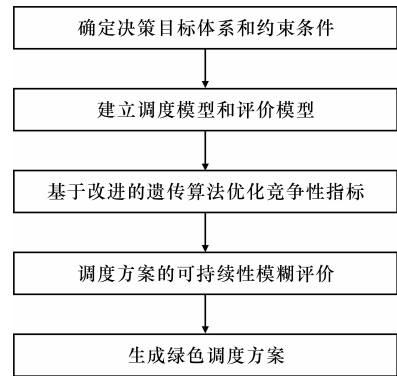 确定决策目标体系和约束条件
建立调度模型和评价模型
基于改进的遗传算法优化竞争性指标
调度方案的可持续性模糊评价
生成绿色调度方案